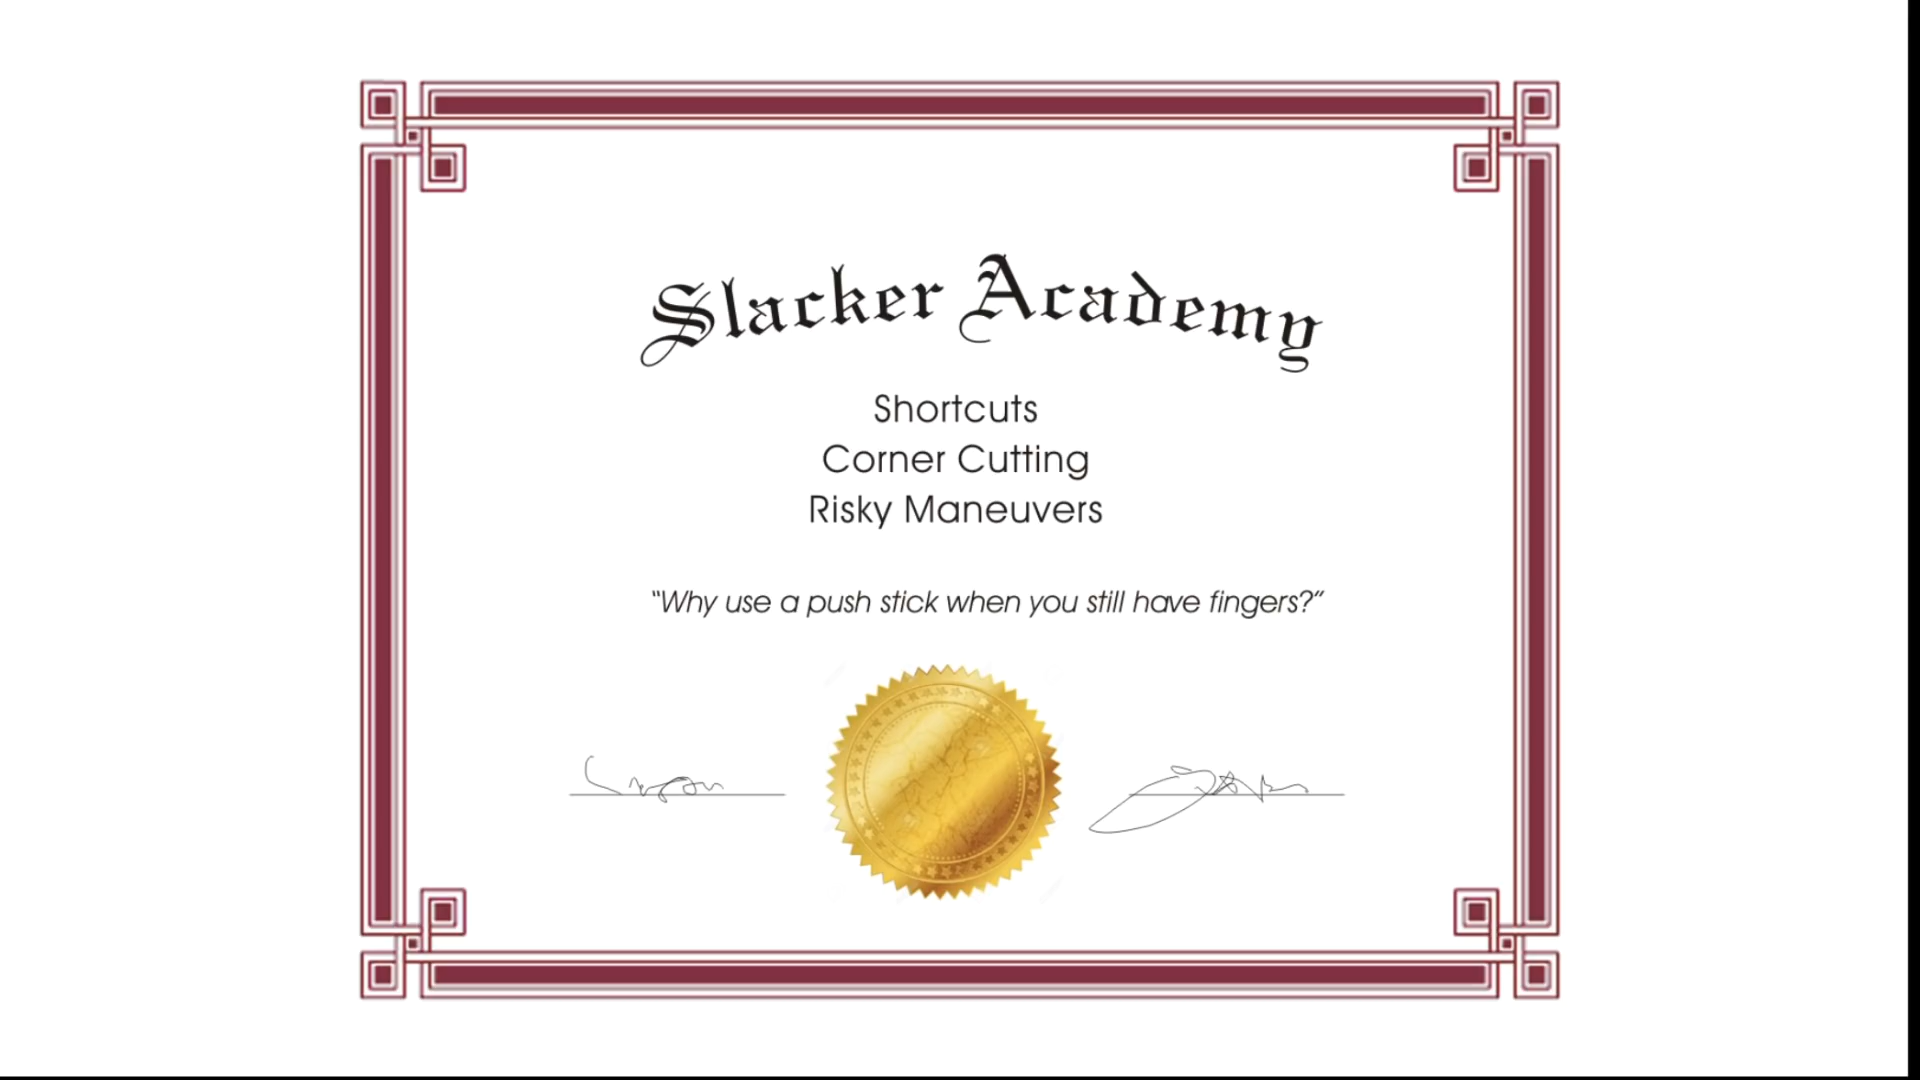 Slacker Academy
Shortcuts
Corner Cutting
Risky Maneuvers
“Why use a push stick when you still have fingers?”